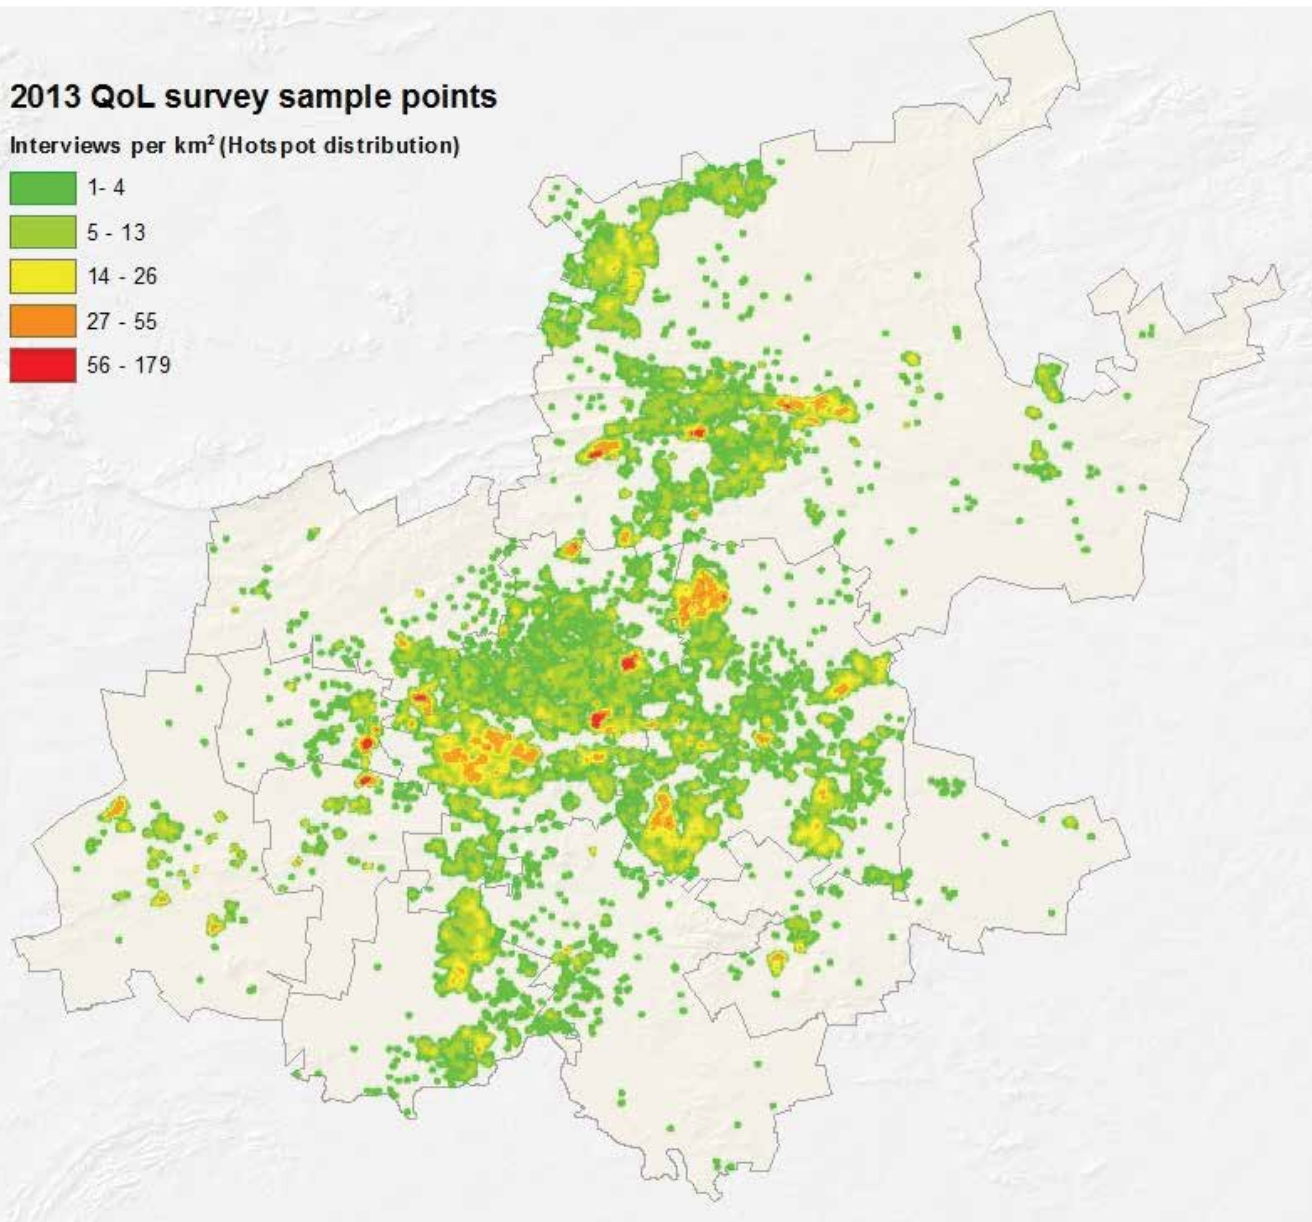 2013 QoL survey sample points
Interviews per km² (Hotspot distribution)
1- 4
5 - 13
14 - 26
27 - 55
56 - 179